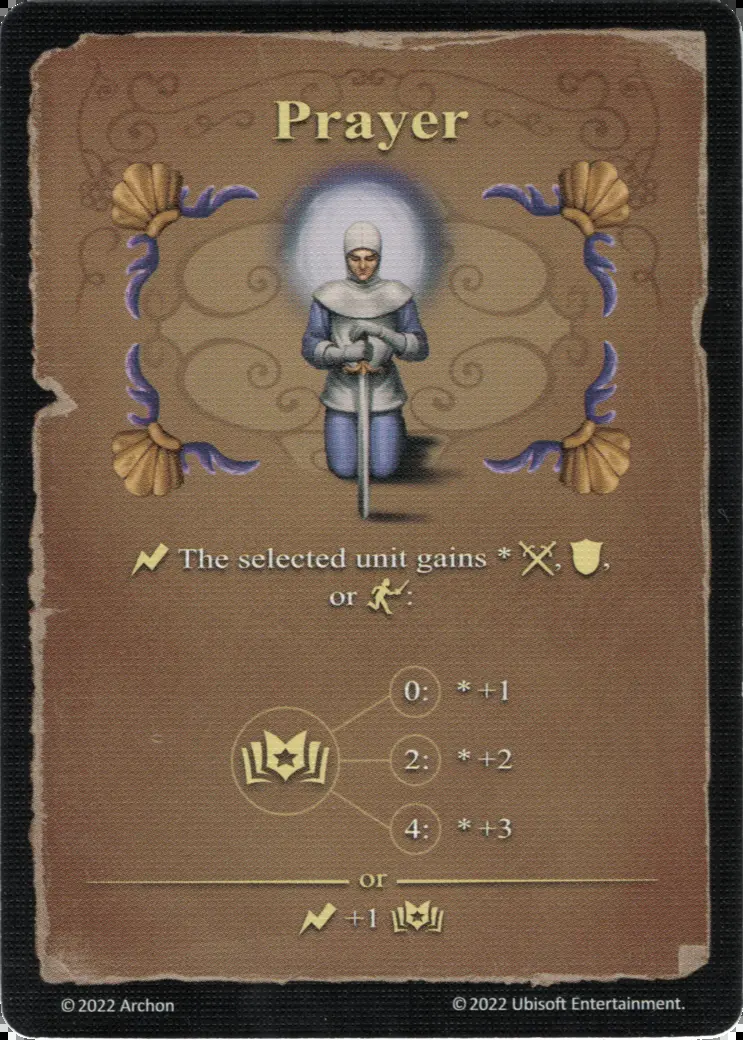 Prayer
The selected unit gains * , ,
or :
0: * +1
2: * +2
4: * +3
or
+1
© 2022 Archon
© 2022 Ubisoft Entertainment.